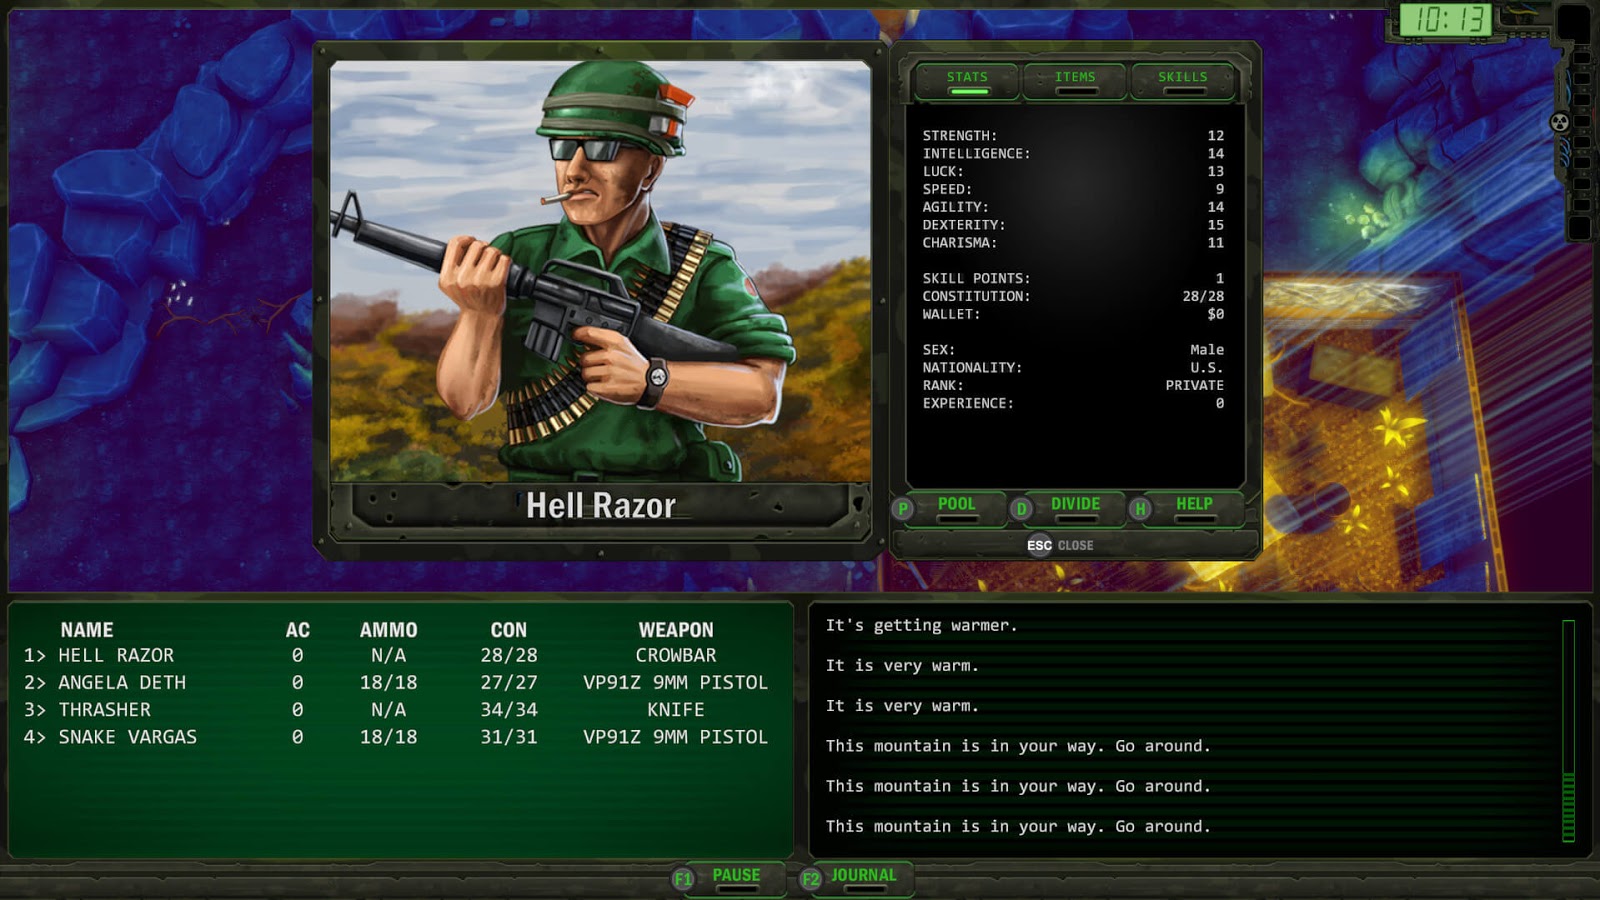 10:13
STATS ITEMS SKILLS
STRENGTH: 12
INTELLIGENCE: 14
LUCK: 13
SPEED: 9
AGILITY: 14
DEXTERITY: 15
CHARISMA: 11
SKILL POINTS: 1
CONSTITUTION: 28/28
WALLET: $0
SEX: Male
NATIONALITY: U.S.
RANK: PRIVATE
EXPERIENCE: 0
Hell Razor
P POOL D DIVIDE H HELP
ESC CLOSE
NAME AC AMMO CON WEAPON
1> HELL RAZOR 0 N/A 28/28 CROWBAR
2> ANGELA DETH 0 18/18 27/27 VP91Z 9MM PISTOL
3> THRASHER 0 N/A 34/34 KNIFE
4> SNAKE VARGAS 0 18/18 31/31 VP91Z 9MM PISTOL
It's getting warmer.
It is very warm.
It is very warm.
This mountain is in your way. Go around.
This mountain is in your way. Go around.
This mountain is in your way. Go around.
F1 PAUSE F2 JOURNAL